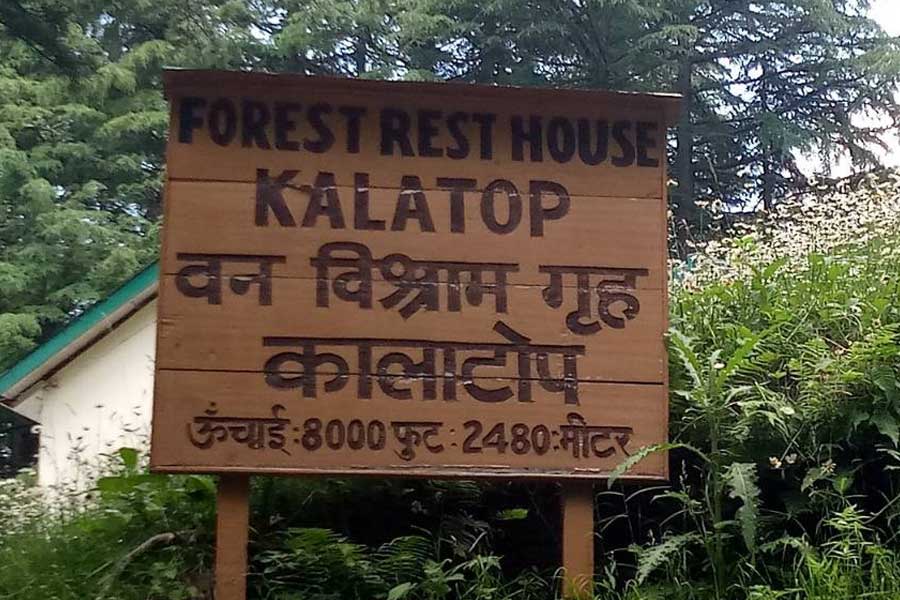 FOREST REST HOUSE
KALATOP
वन विश्राम गृह
कालाटोप
ऊँचाई :8000 फुट : 2480:मीटर